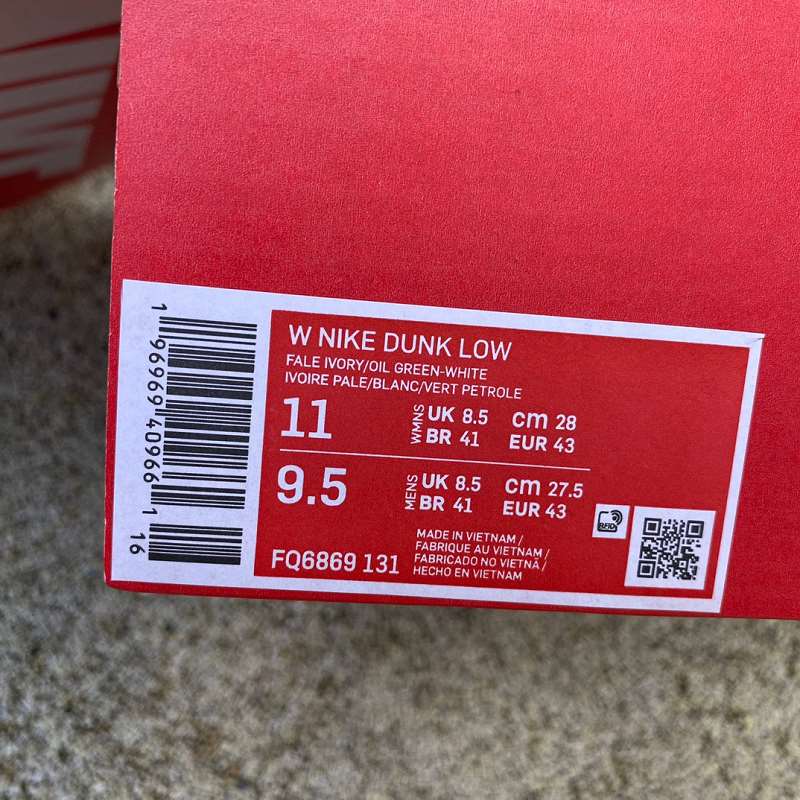 W NIKE DUNK LOW
FALE IVORY/OIL GREEN-WHITE
IVOIRE PALE/BLANC/VERT PETROLE
11
WMNS
UK 8.5 cm 28
BR 41 EUR 43
9.5
MENS
UK 8.5 cm 27.5
BR 41 EUR 43
FQ6869 131
MADE IN VIETNAM /
FABRIQUE AU VIETNAM /
FABRICADO NO VIETNÃ /
HECHO EN VIETNAM
RFID
1 96969 40966 1
16